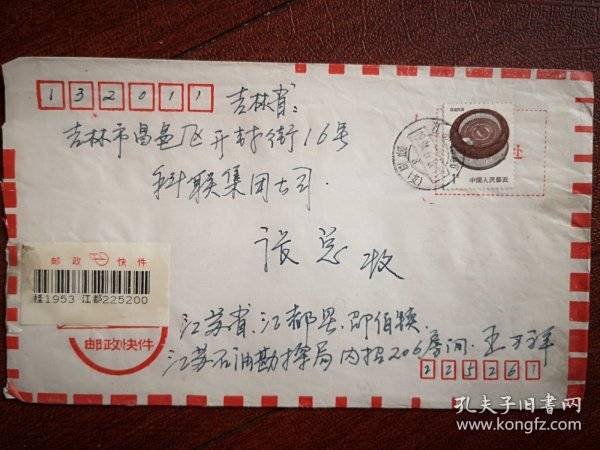 132011
吉林省:
吉林市昌邑区开封街16号
科联集团公司.
张总 收
中国人民邮政
处
邮政 快件
挂1953 江都225200
邮政快件
江苏省.江都县.邵伯镇.
江苏石油勘探局内招206房间.王
225261
孔夫子旧书网
www.kongfz.com